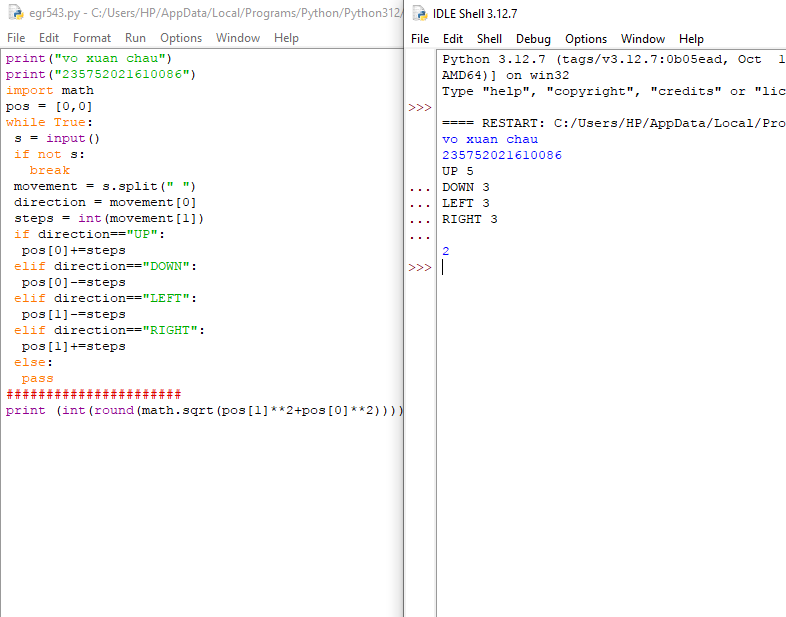 egr543.py - C:/Users/HP/AppData/Local/Programs/Python/Python312/
File Edit Format Run Options Window Help
print("vo xuan chau")
print("235752021610086")
import math
pos = [0,0]
while True:
 s = input()
 if not s:
   break
 movement = s.split(" ")
 direction = movement[0]
 steps = int(movement[1])
 if direction=="UP":
  pos[0]+=steps
 elif direction=="DOWN":
  pos[0]-=steps
 elif direction=="LEFT":
  pos[1]-=steps
 elif direction=="RIGHT":
  pos[1]+=steps
 else:
  pass
######################
print (int(round(math.sqrt(pos[1]**2+pos[0]**2))))
IDLE Shell 3.12.7
File Edit Shell Debug Options Window Help
Python 3.12.7 (tags/v3.12.7:0b05ead, Oct  1
AMD64)] on win32
Type "help", "copyright", "credits" or "lic
>>>
==== RESTART: C:/Users/HP/AppData/Local/Pro
vo xuan chau
235752021610086
UP 5
... DOWN 3
... LEFT 3
... RIGHT 3
...
2
>>>